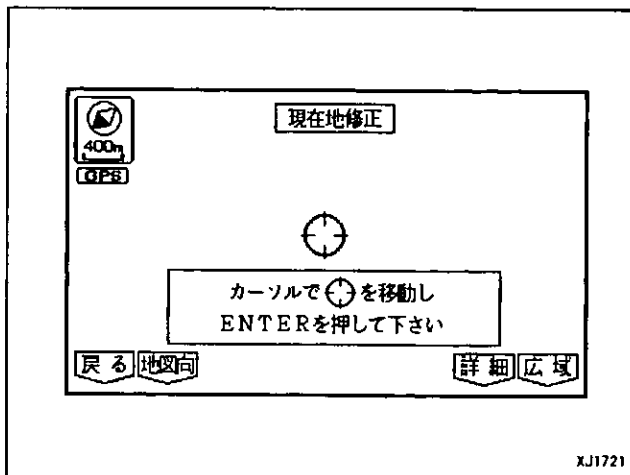 現在地修正
400m
GPS
カーソルで を移動し
ENTERを押して下さい
戻る 地図向 詳細 広域
XJ1721